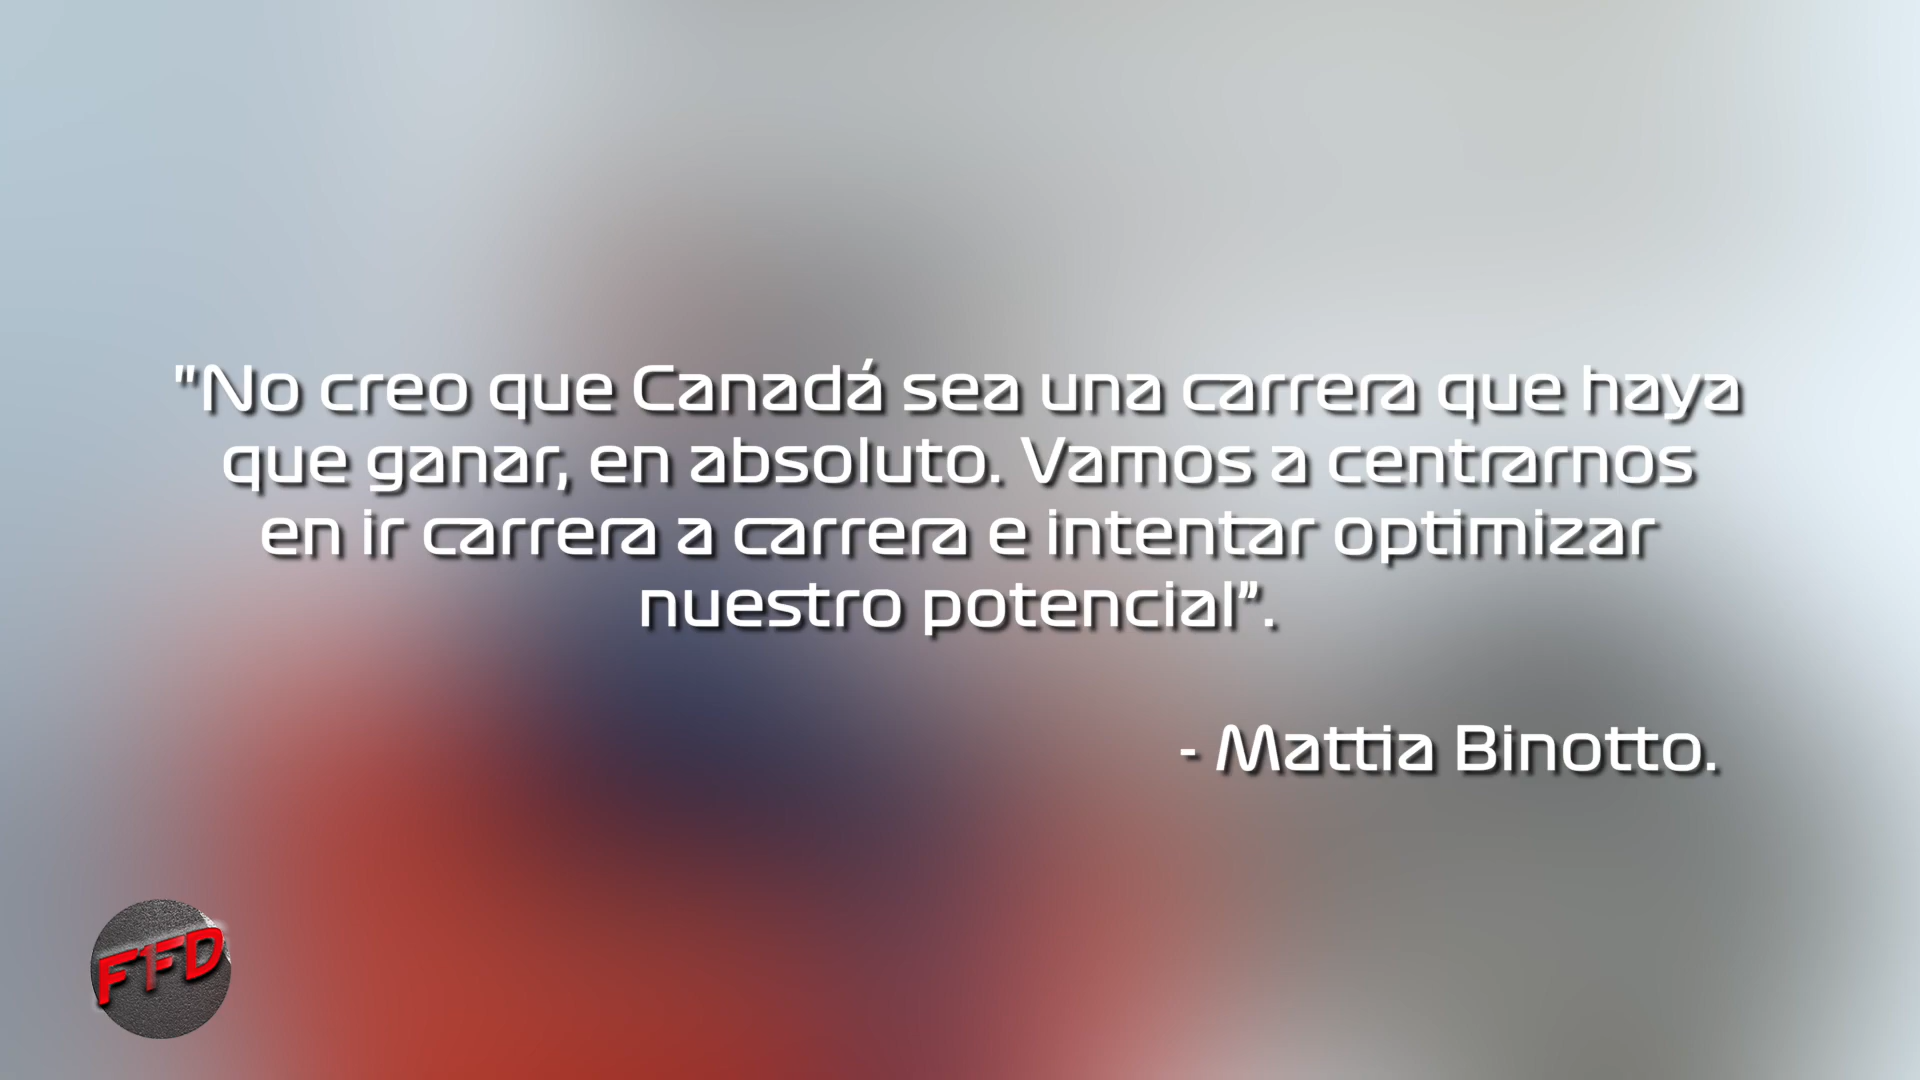 "No creo que Canadá sea una carrera que haya
que ganar, en absoluto. Vamos a centrarnos
en ir carrera a carrera e intentar optimizar
nuestro potencial”.
- Mattia Binotto.
F1FD